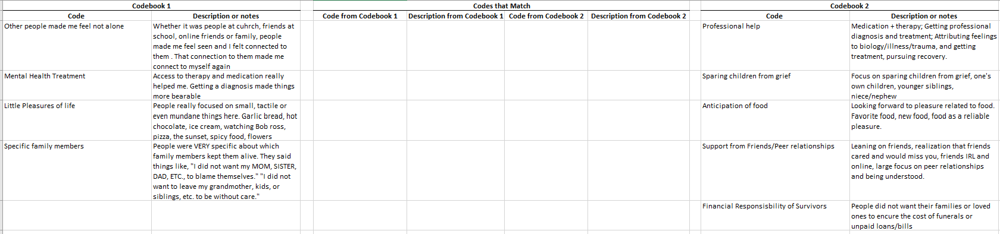 Codebook 1
Codes that Match
Codebook 2
Code
Description or notes
Code from Codebook 1
Description from Codebook 1
Code from Codebook 2
Description from Codebook 2
Code
Description or notes
Other people made me feel not alone
Whether it was people at cuhrch, friends at
school, online friends or family, people
made me feel seen and I felt connected to
them . That connection to them made me
connect to myself again
Professional help
Medication + therapy; Getting professional
diagnosis and treatment; Attributing feelings
to biology/illness/trauma, and getting
treatment, pursuing recovery.
Mental Health Treatment
Access to therapy and medication really
helped me. Getting a diagnosis made things
more bearable
Sparing children from grief
Focus on sparing children from grief, one's
own children, younger siblings,
niece/nephew
Little Pleasures of life
People really focused on small, tactile or
even mundane things here. Garlic bread, hot
chocolate, ice cream, watching Bob ross,
pizza, the sunset, spicy food, flowers
Anticipation of food
Looking forward to pleasure related to food.
Favorite food, new food, food as a reliable
pleasure.
Specific family members
People were VERY specific about which
family members kept them alive. They said
things like, "I did not want my MOM, SISTER,
DAD, ETC., to blame themselves." "I did not
want to leave my grandmother, kids, or
siblings, etc. to be without care."
Support from Friends/Peer relationships
Leaning on friends, realization that friends
cared and would miss you, friends IRL and
online, large focus on peer relationships
and being understood.
Financial Responsisbility of Survivors
People did not want their families or loved
ones to encure the cost of funerals or
unpaid loans/bills